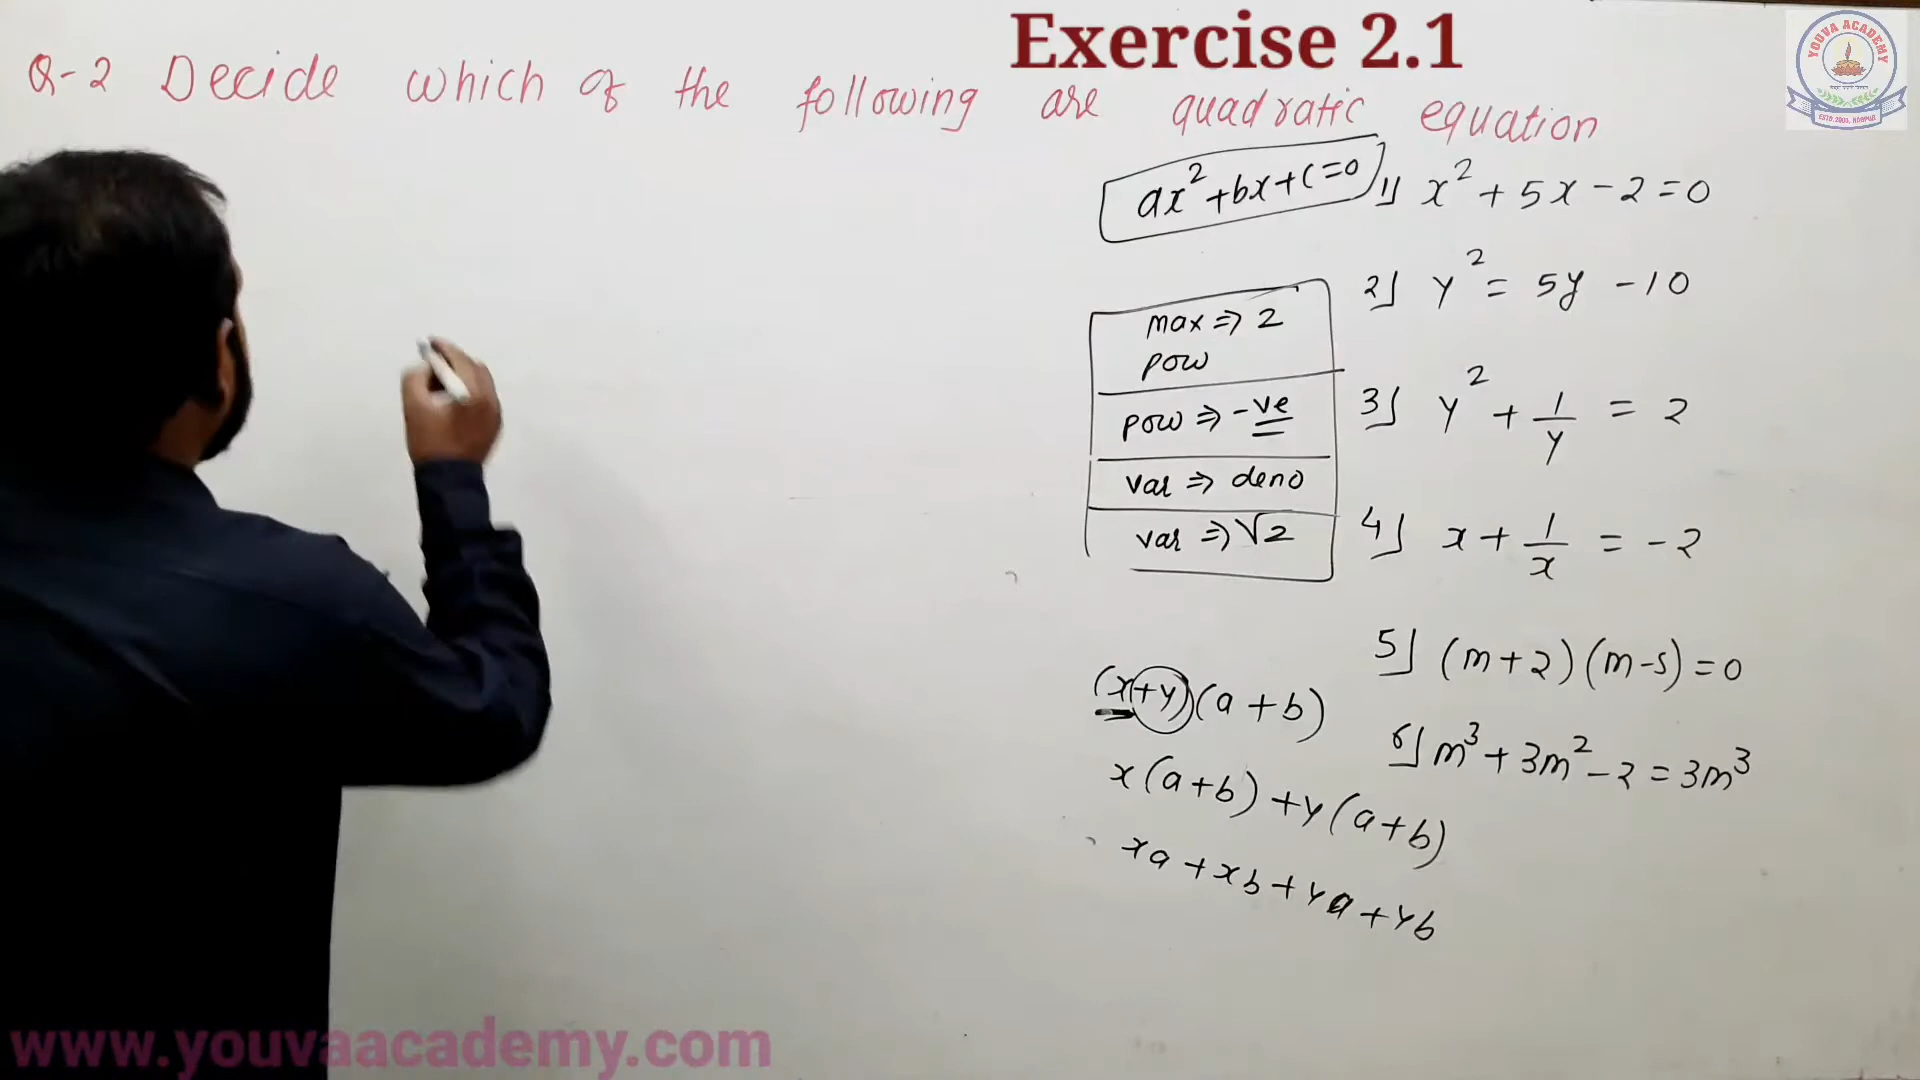 Exercise 2.1
YOUVA ACADEMY
Q-2 Decide which of the following are quadratic equation
ax²+bx+c=0
1] x² + 5x - 2 = 0
2] y² = 5y - 10
max ⇒ 2
pow
pow ⇒ -ve
var ⇒ deno
var ⇒ √2
3] y² + 1/y = 2
4] x + 1/x = -2
5] (m+2)(m-5) = 0
6] m³ + 3m² - 2 = 3m³
(x+y)(a+b)
x(a+b) + y(a+b)
xa + xb + ya + yb
www.youvaacademy.com